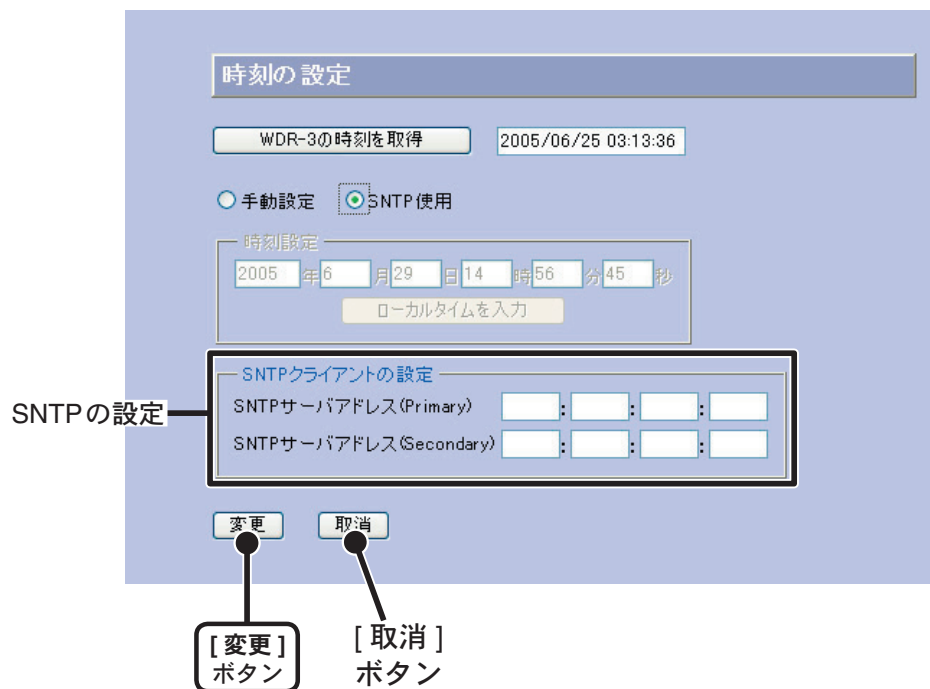 時刻の設定
WDR-3の時刻を取得 2005/06/25 03:13:36
手動設定 SNTP使用
時刻設定
2005 年 6 月 29 日 14 時 56 分 45 秒
ローカルタイムを入力
SNTPクライアントの設定
SNTPの設定
SNTPサーバアドレス(Primary) : : :
SNTPサーバアドレス(Secondary) : : :
変更 取消
[変更]
ボタン
[取消]
ボタン